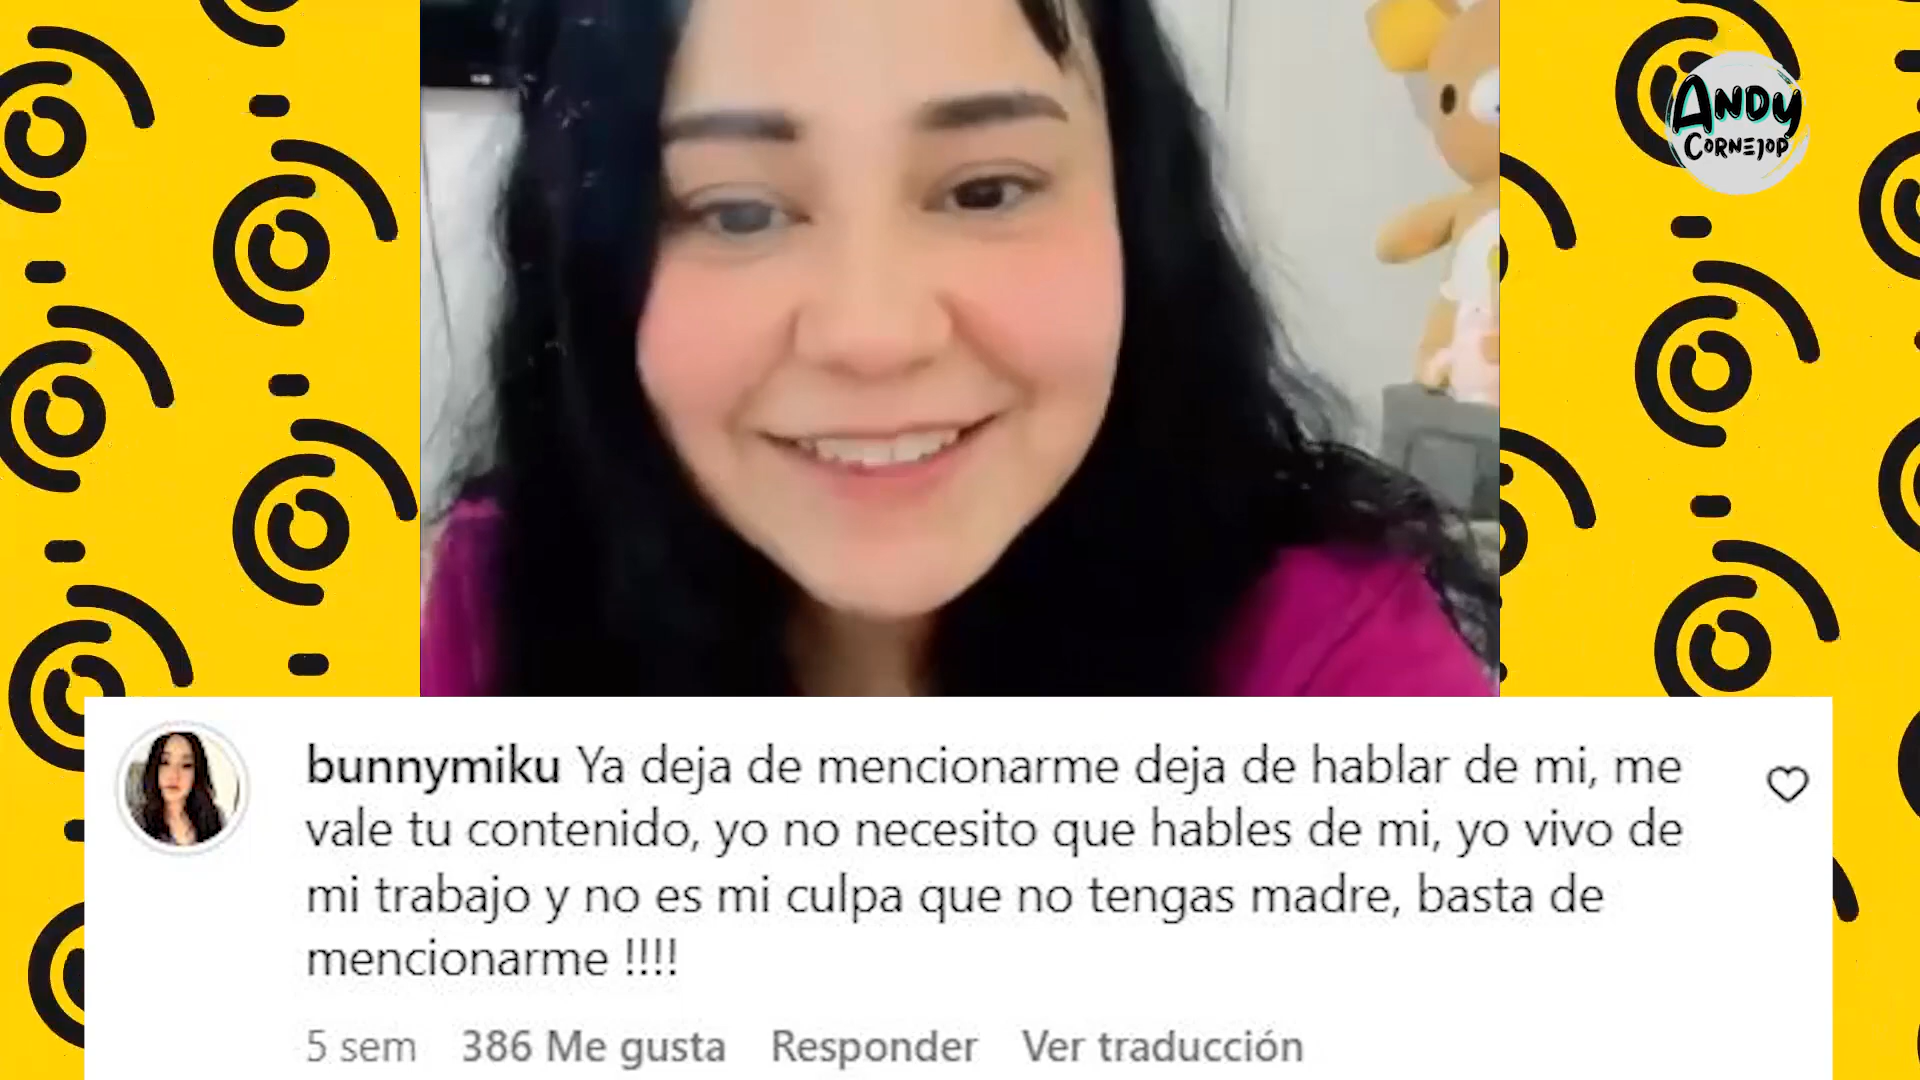 ANDY
CORNEJOP
bunnymiku Ya deja de mencionarme deja de hablar de mi, me
vale tu contenido, yo no necesito que hables de mi, yo vivo de
mi trabajo y no es mi culpa que no tengas madre, basta de
mencionarme !!!!
5 sem 386 Me gusta Responder Ver traducción